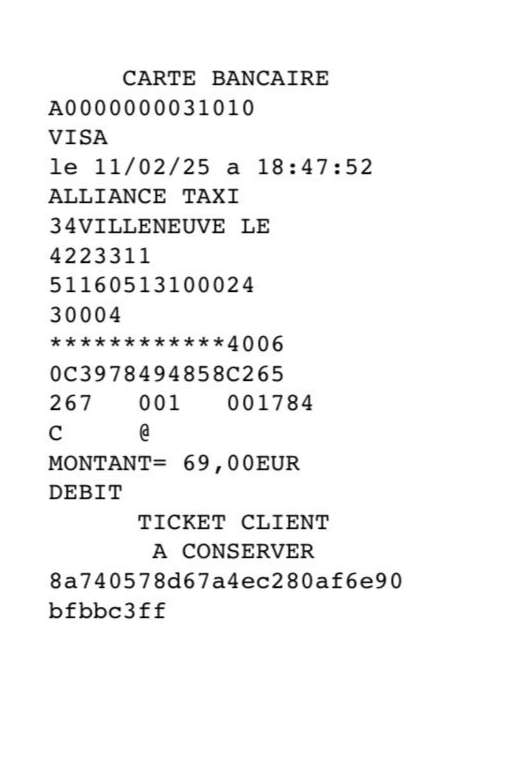 CARTE BANCAIRE
A0000000031010
VISA
le 11/02/25 a 18:47:52
ALLIANCE TAXI
34VILLENEUVE LE
4223311
51160513100024
30004
************4006
0C3978494858C265
267 001 001784
C @
MONTANT= 69,00EUR
DEBIT
TICKET CLIENT
A CONSERVER
8a740578d67a4ec280af6e90
bfbbc3ff